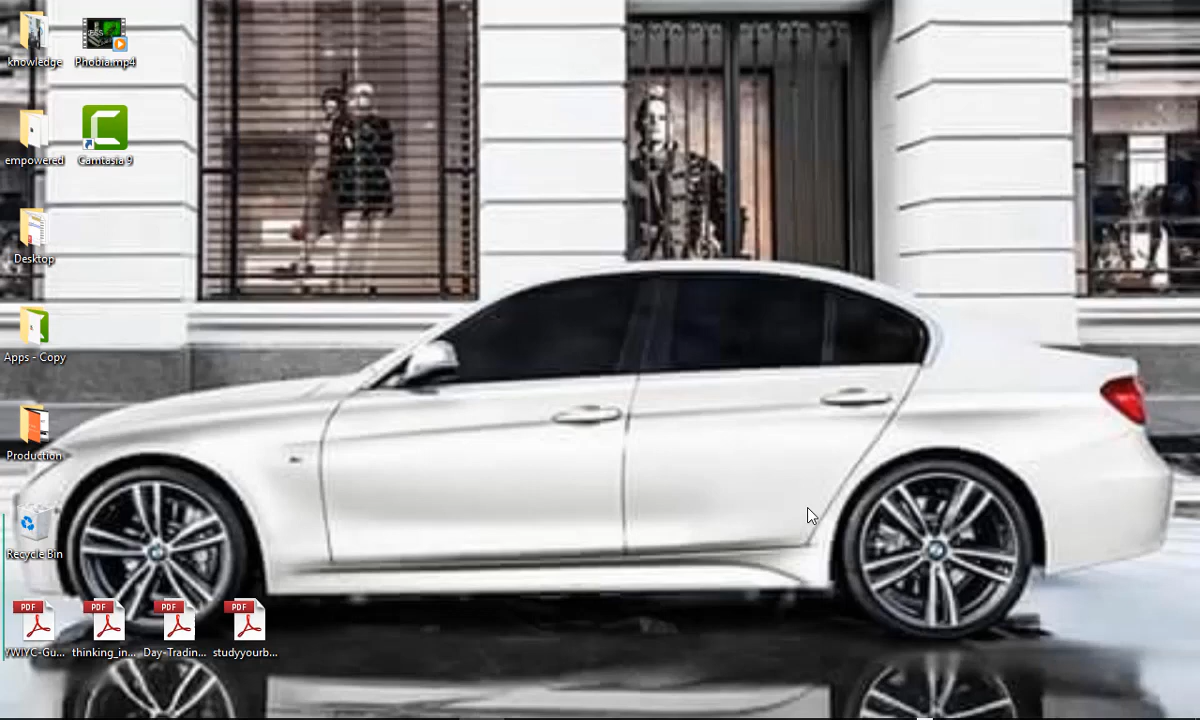 knowledge
Phobia.mp4
empowered
Camtasia 9
Desktop
Apps - Copy
Production
Recycle Bin
PDF
PDF
PDF
PDF
thinking_in...
Day-Tradin...
studyyourb...